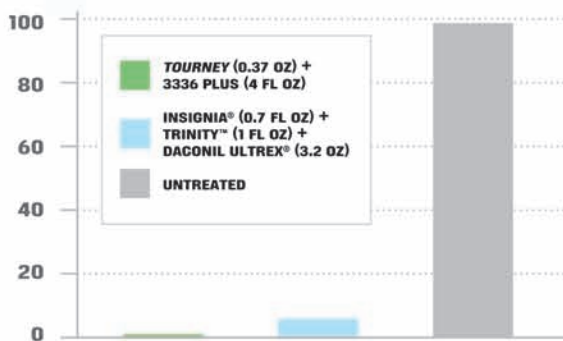 100
80
60
40
20
0
TOURNEY (0.37 OZ) +
3336 PLUS (4 FL OZ)
INSIGNIA® (0.7 FL OZ) +
TRINITY™ (1 FL OZ) +
DACONIL ULTREX® (3.2 OZ)
UNTREATED